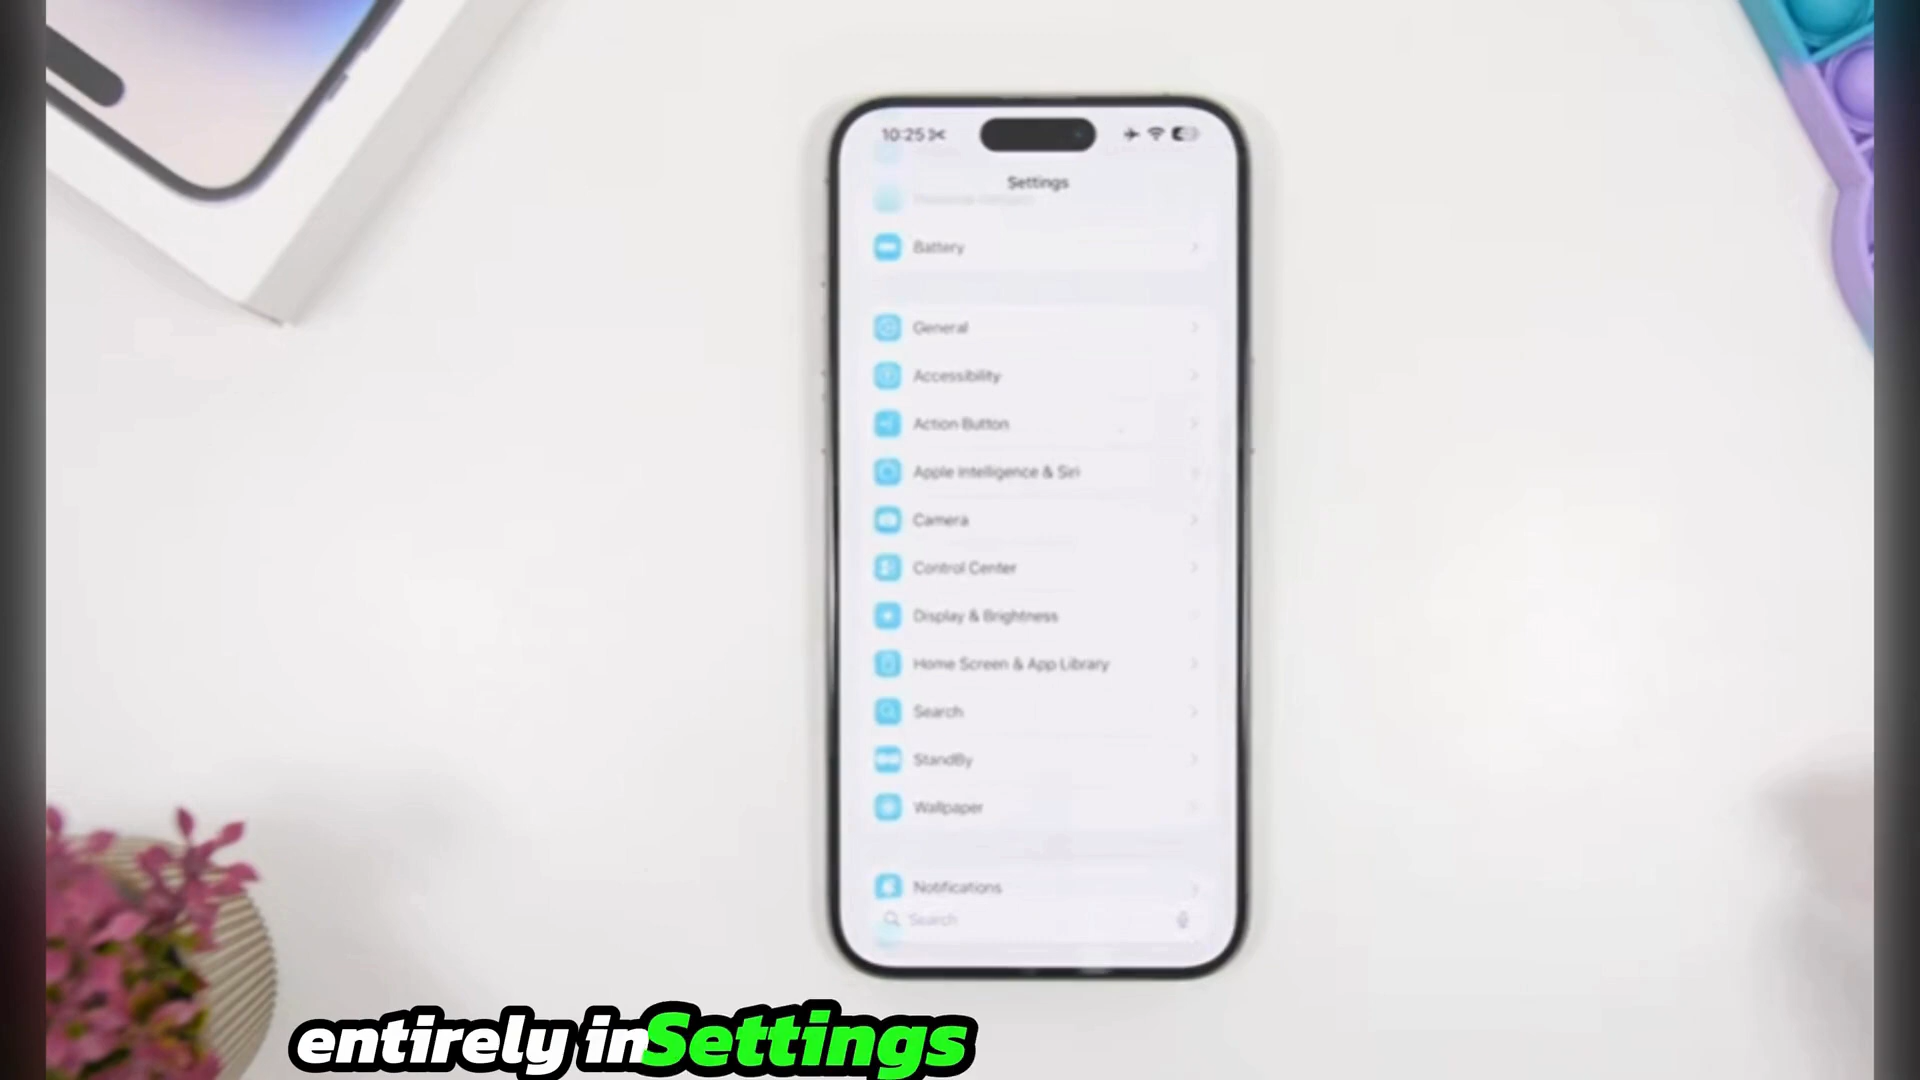 10:25
Settings
Battery
General
Accessibility
Action Button
Apple Intelligence & Siri
Camera
Control Center
Display & Brightness
Home Screen & App Library
Search
StandBy
Wallpaper
Notifications
Search
entirely in Settings